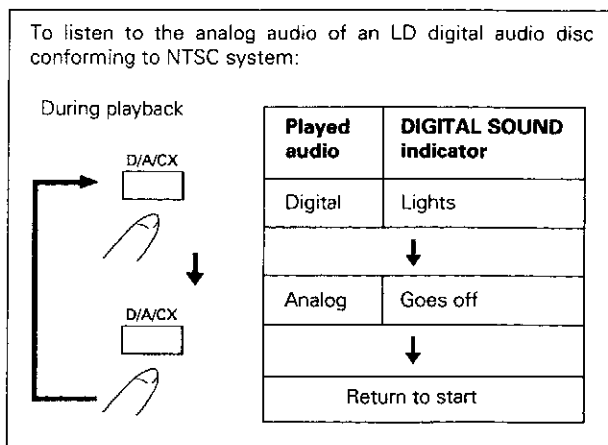 To listen to the analog audio of an LD digital audio disc
conforming to NTSC system:
During playback
D/A/CX
D/A/CX
Played audio DIGITAL SOUND indicator
Digital Lights
Analog Goes off
Return to start